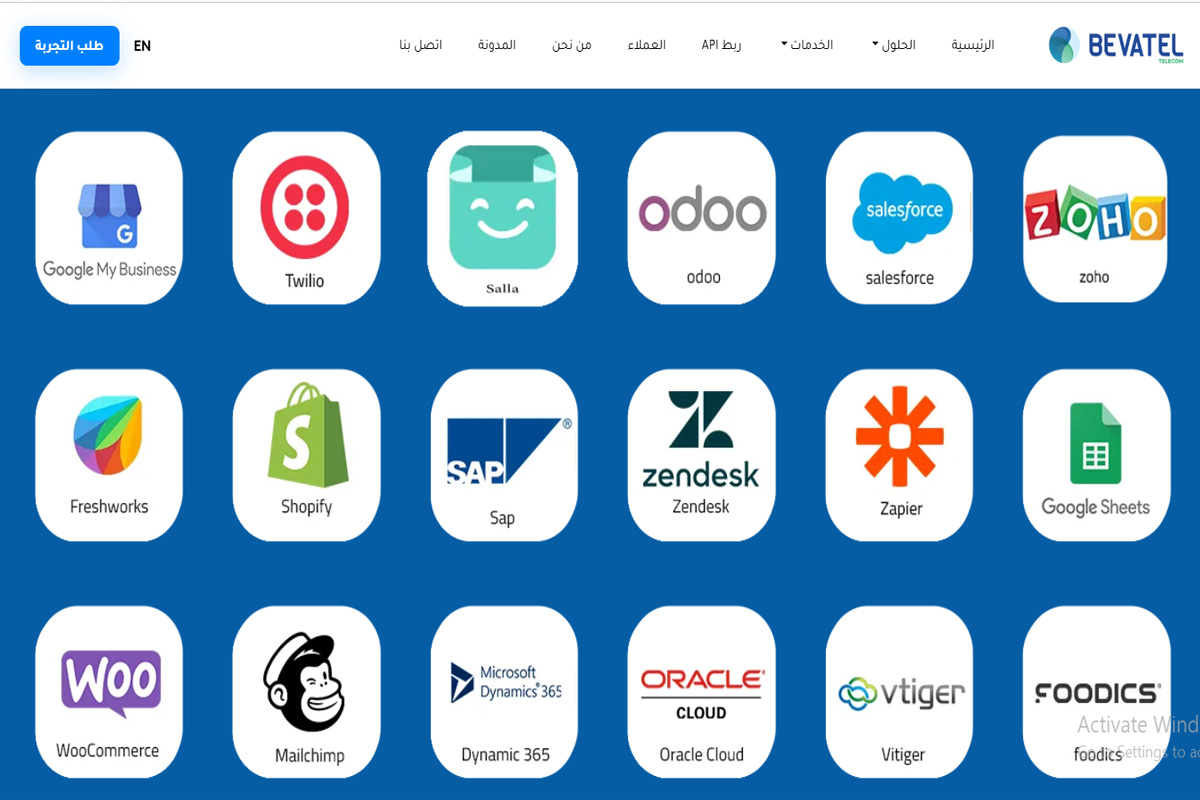 BEVATEL
TELECOM
الرئيسية
الحلول
الخدمات
ربط API
العملاء
من نحن
المدونة
اتصل بنا
EN
طلب التجربة
G
Google My Business
Twilio
Salla
odoo
odoo
salesforce
salesforce
ZOHO
zoho
Freshworks
S
Shopify
SAP ®
Sap
zendesk
Zendesk
Zapier
Google Sheets
WOO
WooCommerce
Mailchimp
Microsoft
Dynamics 365
Dynamic 365
ORACLE®
CLOUD
Oracle Cloud
vtiger
Vitiger
FOODICS
foodics
Activate Wind
Settings to a